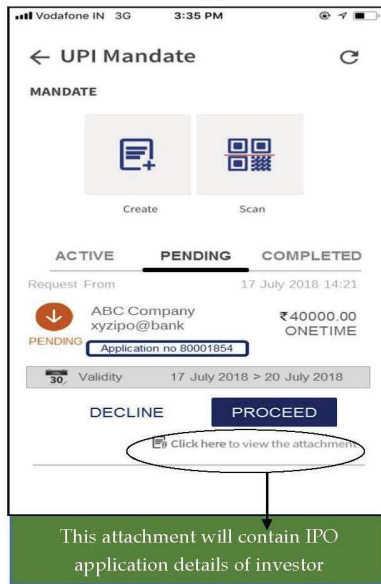 Vodafone IN 3G 3:35 PM
← UPI Mandate
MANDATE
Create Scan
ACTIVE PENDING COMPLETED
Request From 17 July 2018 14:21
ABC Company ₹40000.00
xyzipo@bank ONETIME
PENDING
Application no 80001854
30 Validity 17 July 2018 > 20 July 2018
DECLINE PROCEED
Click here to view the attachment
This attachment will contain IPO
application details of investor